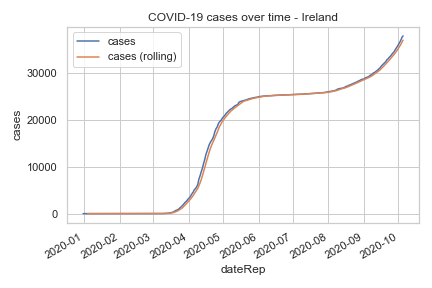 COVID-19 cases over time - Ireland
cases
cases (rolling)
30000
20000
10000
0
cases
2020-01
2020-02
2020-03
2020-04
2020-05
2020-06
2020-07
2020-08
2020-09
2020-10
dateRep